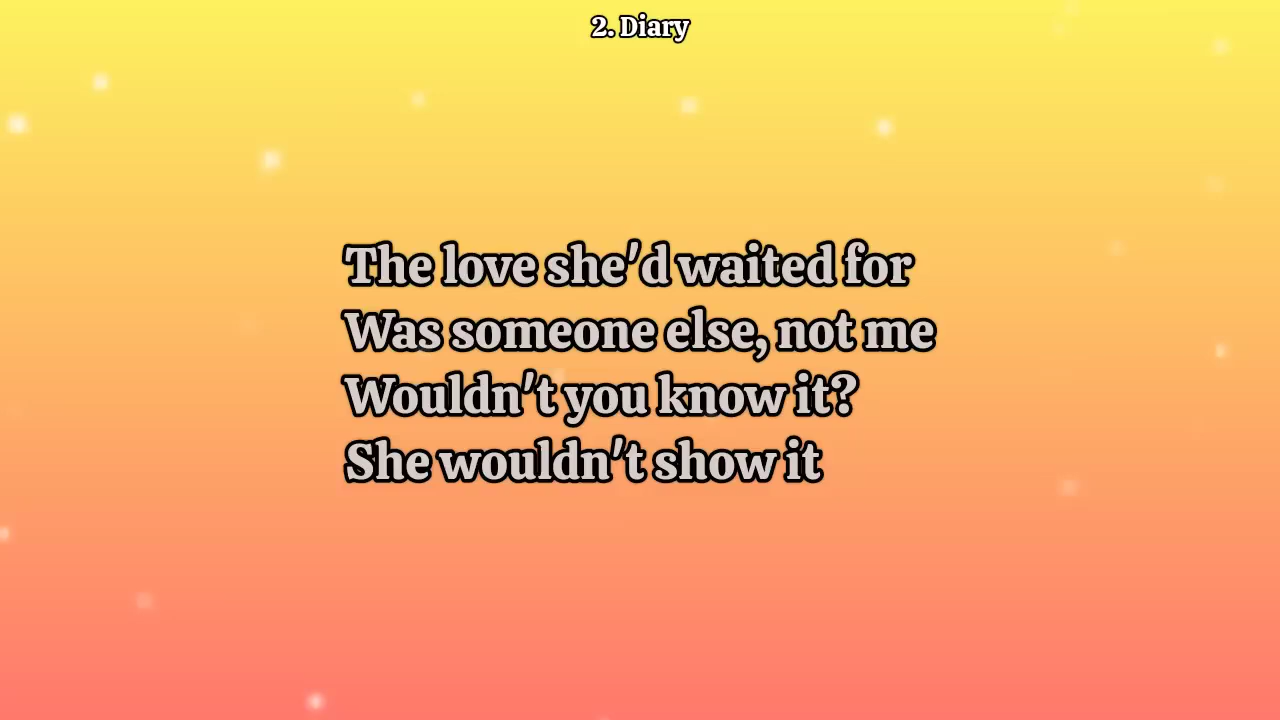 2. Diary
The love she'd waited for
Was someone else, not me
Wouldn't you know it?
She wouldn't show it